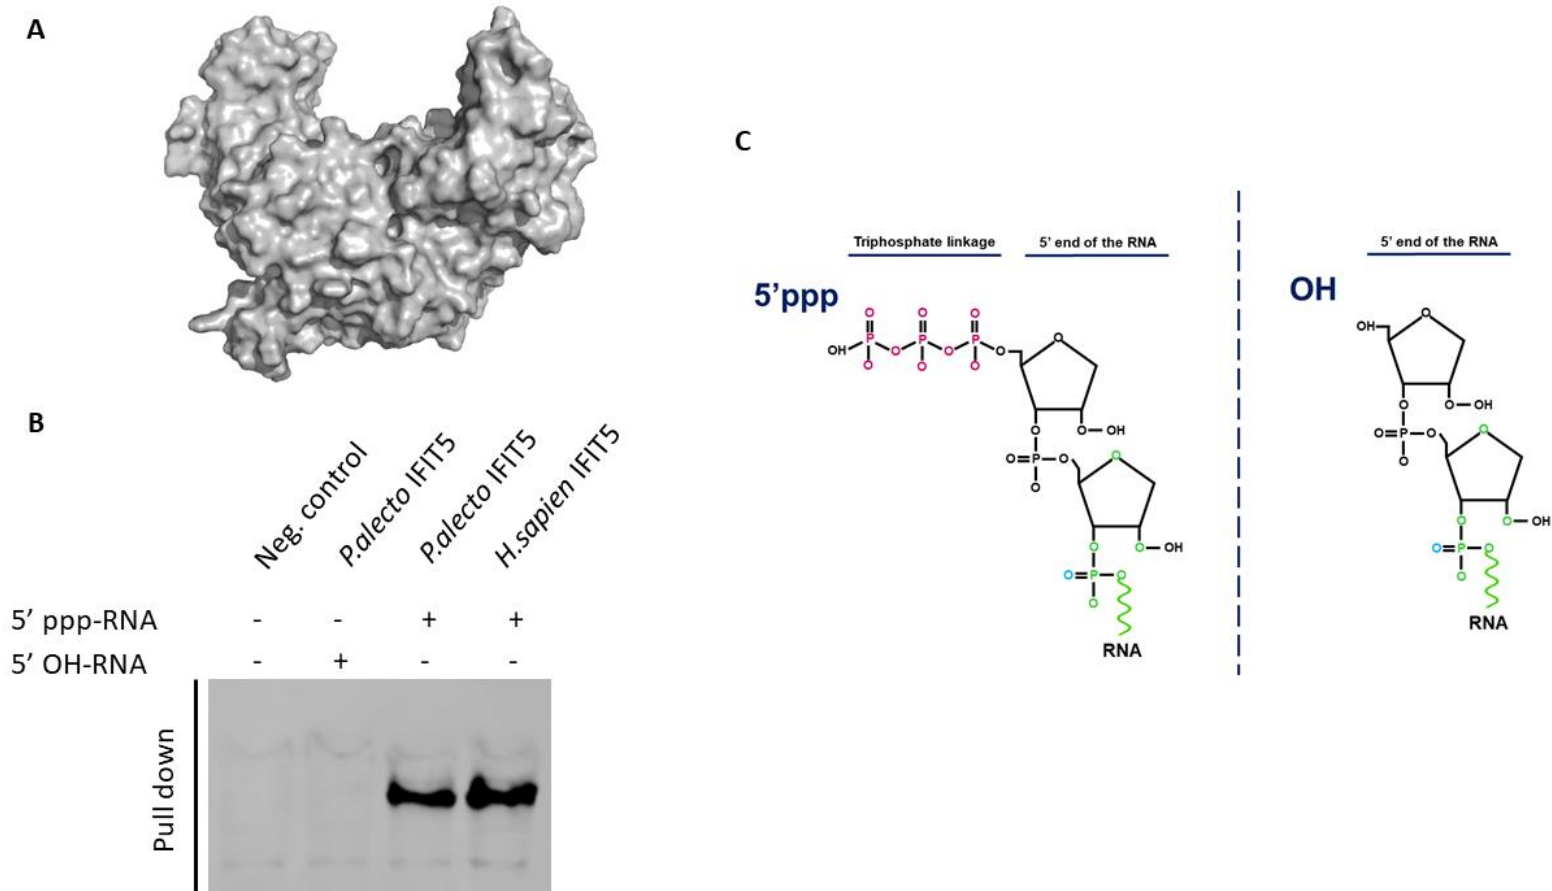 A
B
Neg. control
P.alecto IFIT5
P.alecto IFIT5
H.sapien IFIT5
5’ ppp-RNA - - + +
5’ OH-RNA - + - -
Pull down
C
Triphosphate linkage 5’ end of the RNA
5’ppp
O O O O
OH P O P O P O
O O O
O O OH
O P O O
O
O O OH
O P O
O
RNA
5’ end of the RNA
OH
OH O
O O OH
O P O O
O
O O OH
O P O
O
RNA